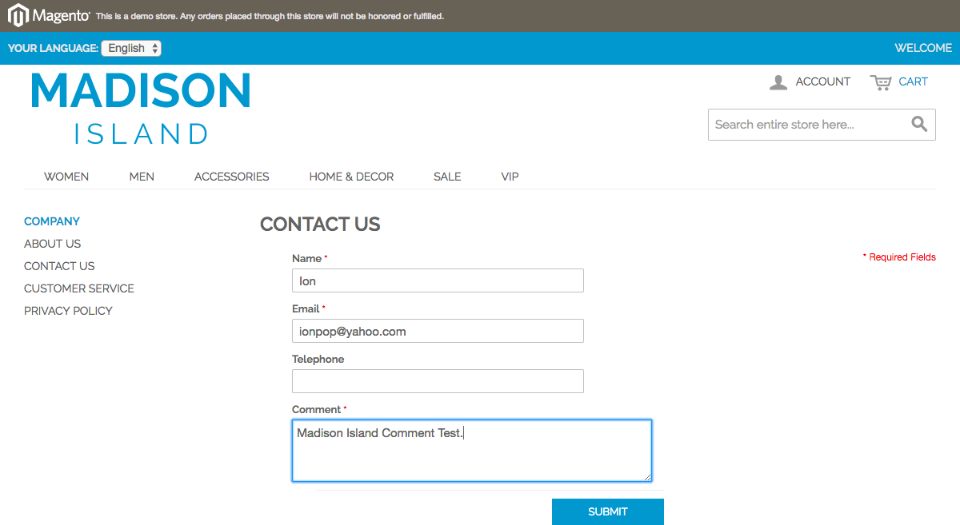 Magento This is a demo store. Any orders placed through this store will not be honored or fulfilled.
YOUR LANGUAGE: English WELCOME
MADISON
ISLAND
ACCOUNT CART
Search entire store here...
WOMEN MEN ACCESSORIES HOME & DECOR SALE VIP
COMPANY
ABOUT US
CONTACT US
CUSTOMER SERVICE
PRIVACY POLICY
CONTACT US
* Required Fields
Name *
Ion
Email *
ionpop@yahoo.com
Telephone
Comment *
Madison Island Comment Test.
SUBMIT